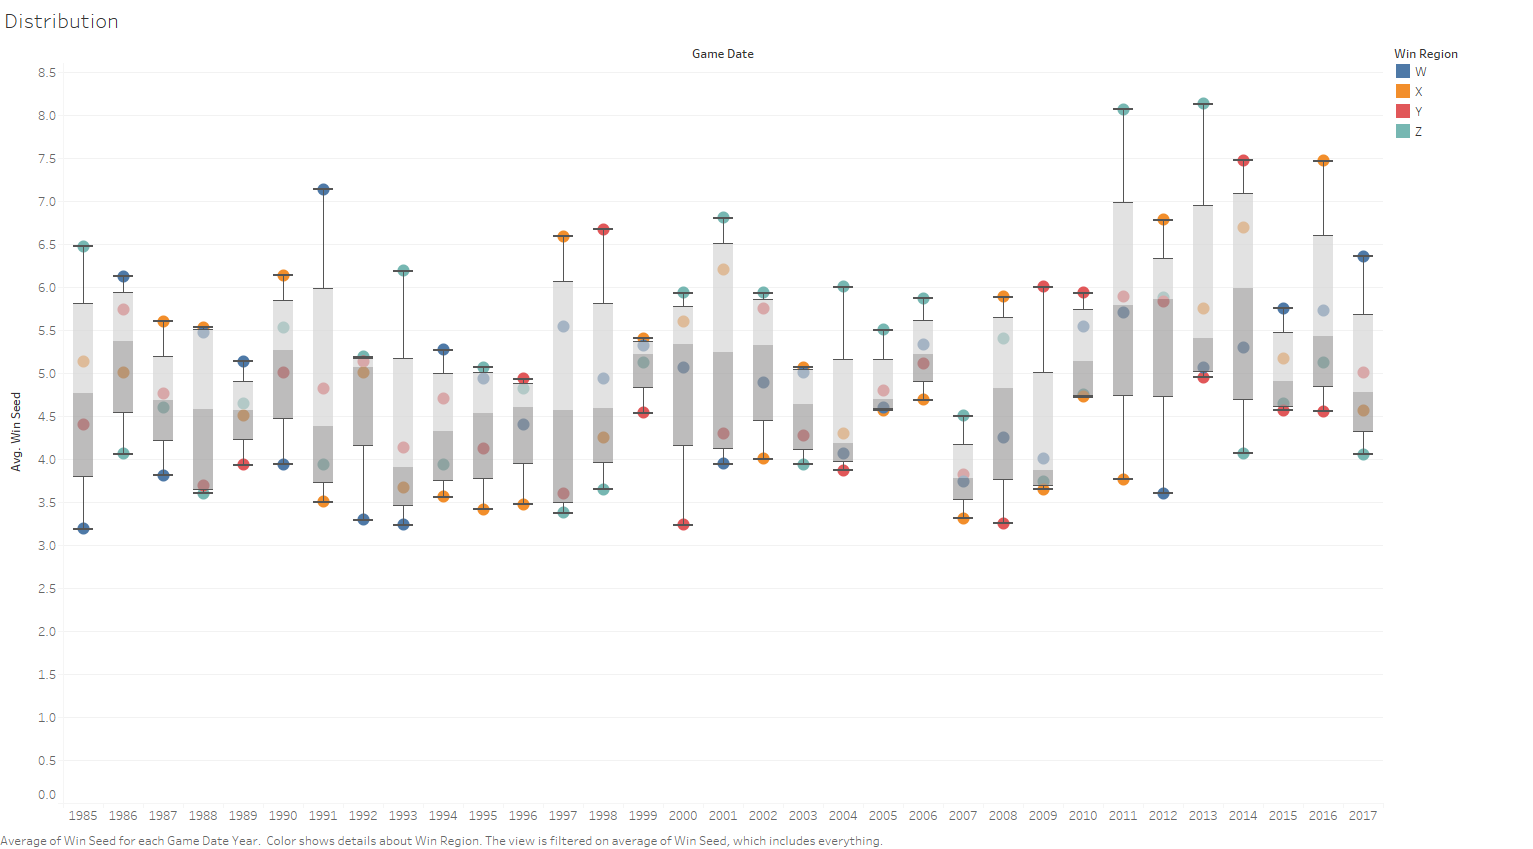 Distribution
Game Date
Win Region
W
X
Y
Z
8.5
8.0
7.5
7.0
6.5
6.0
5.5
5.0
4.5
4.0
3.5
3.0
2.5
2.0
1.5
1.0
0.5
0.0
Avg. Win Seed
1985 1986 1987 1988 1989 1990 1991 1992 1993 1994 1995 1996 1997 1998 1999 2000 2001 2002 2003 2004 2005 2006 2007 2008 2009 2010 2011 2012 2013 2014 2015 2016 2017
Average of Win Seed for each Game Date Year. Color shows details about Win Region. The view is filtered on average of Win Seed, which includes everything.